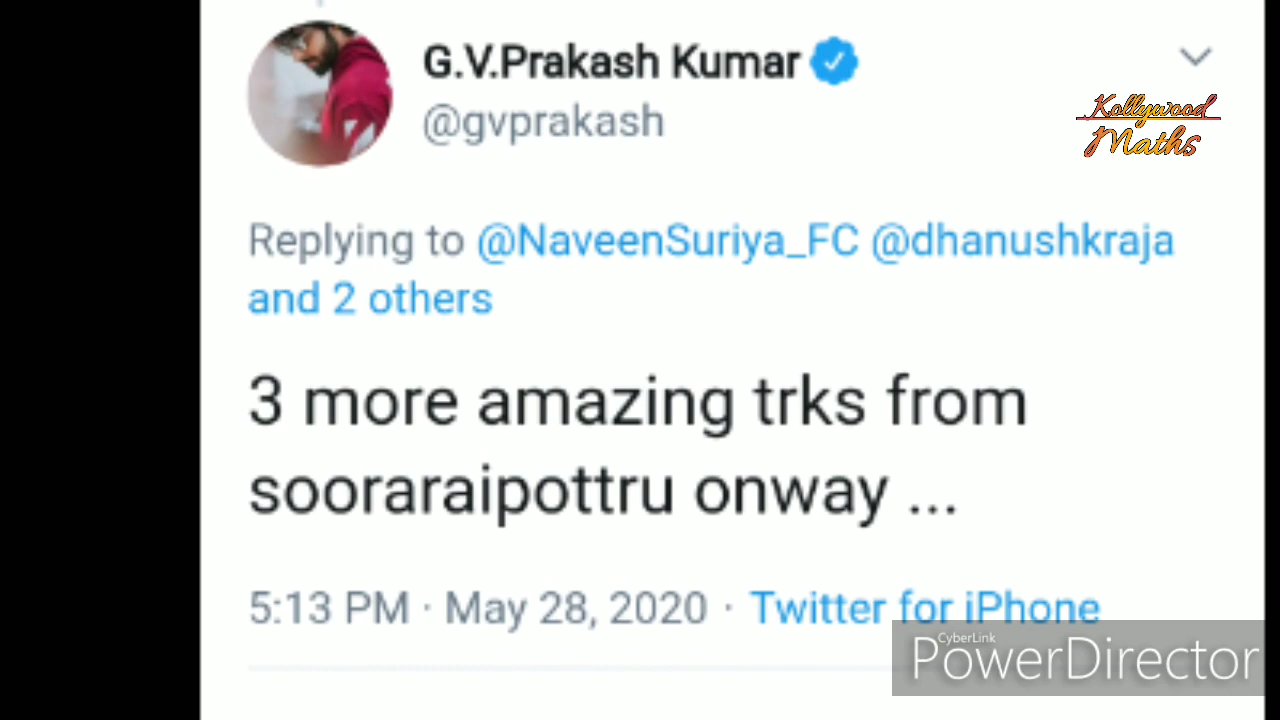 G.V.Prakash Kumar
@gvprakash
Kollywood
Maths
Replying to @NaveenSuriya_FC @dhanushkraja
and 2 others
3 more amazing trks from
sooraraipottru onway ...
5:13 PM · May 28, 2020 · Twitter for iPhone
CyberLink
PowerDirector